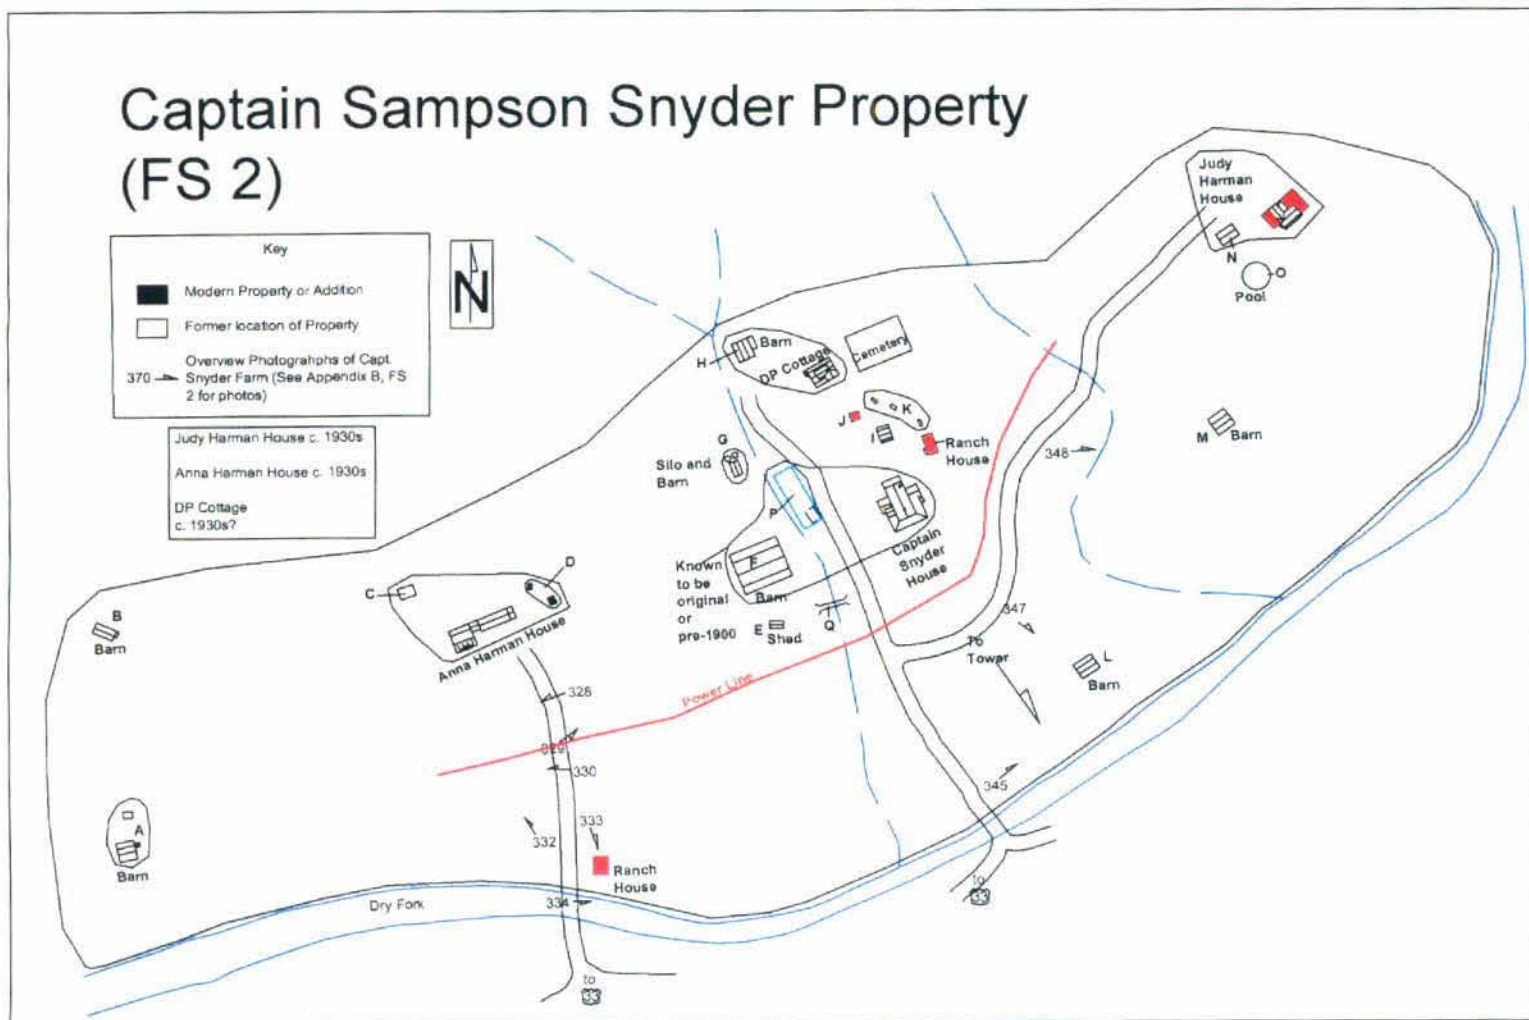 Captain Sampson Snyder Property
(FS 2)
Key
Modern Property or Addition
Former location of Property
370
Overview Photograhphs of Capt.
Snyder Farm (See Appendix B, FS
2 for photos)
Judy Harman House c. 1930s
Anna Harman House c. 1930s
DP Cottage
c. 1930s?
N
Judy
Harman
House
N
O
Pool
H
Barn
DP Cottage
Cemetery
J
K
I
Ranch
House
G
Silo and
Barn
P
348
M
Barn
Captain
Snyder
House
Known
to be
original
or
pre-1900
F
Barn
E
Shed
Q
C
D
Anna Harman House
B
Barn
347
To
Tower
L
Barn
Power Line
328
329
330
345
332
333
A
Barn
Ranch
House
334
Dry Fork
to
33
to
33